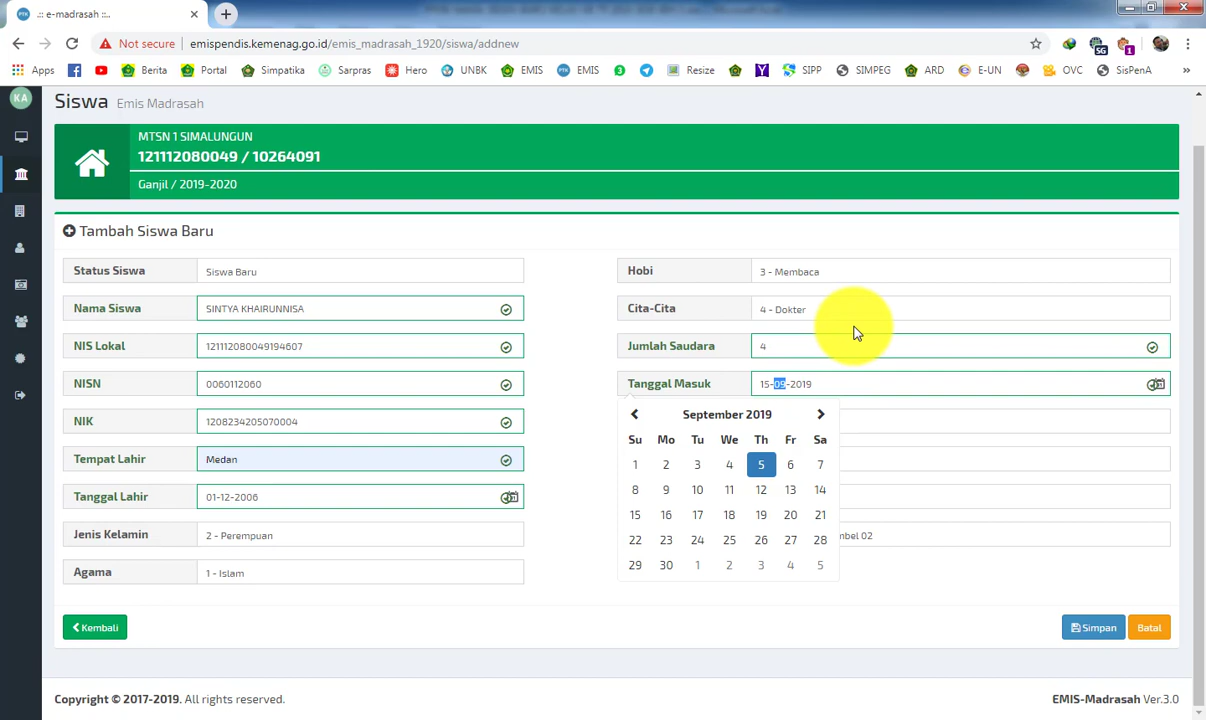 .:: e-madrasah ::..
Not secure
emispendis.kemenag.go.id/emis_madrasah_1920/siswa/addnew
SG
1
Apps
Berita
Portal
Simpatika
Sarpras
Hero
UNBK
EMIS
EMIS
Resize
SIPP
SIMPEG
ARD
E-UN
OVC
SisPenA
»
KA
Siswa Emis Madrasah
MTSN 1 SIMALUNGUN
121112080049 / 10264091
Ganjil / 2019-2020
Tambah Siswa Baru
Status Siswa
Siswa Baru
Nama Siswa
SINTYA KHAIRUNNISA
NIS Lokal
121112080049194607
NISN
0060112060
NIK
1208234205070004
Tempat Lahir
Medan
Tanggal Lahir
01-12-2006
Jenis Kelamin
2 - Perempuan
Agama
1 - Islam
Hobi
3 - Membaca
Cita-Cita
4 - Dokter
Jumlah Saudara
4
Tanggal Masuk
15-09-2019
September 2019
Su Mo Tu We Th Fr Sa
1 2 3 4 5 6 7
8 9 10 11 12 13 14
15 16 17 18 19 20 21
22 23 24 25 26 27 28
29 30 1 2 3 4 5
mbel 02
Kembali
Simpan
Batal
Copyright © 2017-2019. All rights reserved.
EMIS-Madrasah Ver.3.0